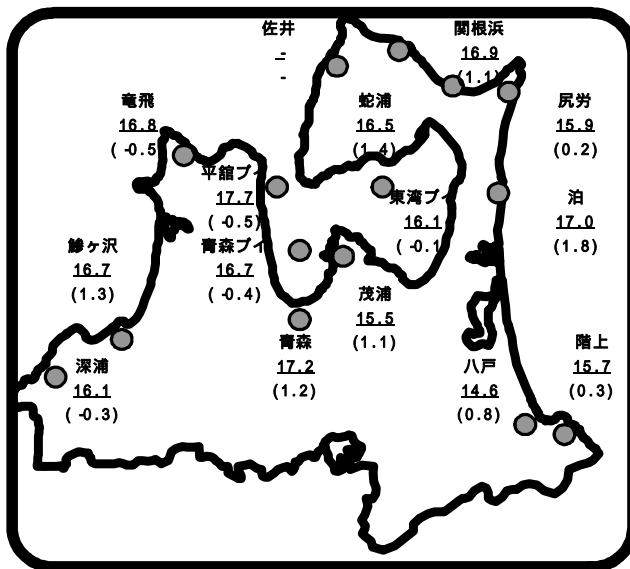 佐井
-
-
関根浜
16.9
(1.1)
竜飛
16.8
( -0.5
蛇浦
16.5
(1.4)
尻労
15.9
(0.2)
平舘ブイ
17.7
( -0.5)
東湾ブイ
16.1
( -0.1
泊
17.0
(1.8)
鰺ヶ沢
16.7
(1.3)
青森ブイ
16.7
( -0.4)
茂浦
15.5
(1.1)
深浦
16.1
( -0.3)
青森
17.2
(1.2)
八戸
14.6
(0.8)
階上
15.7
(0.3)